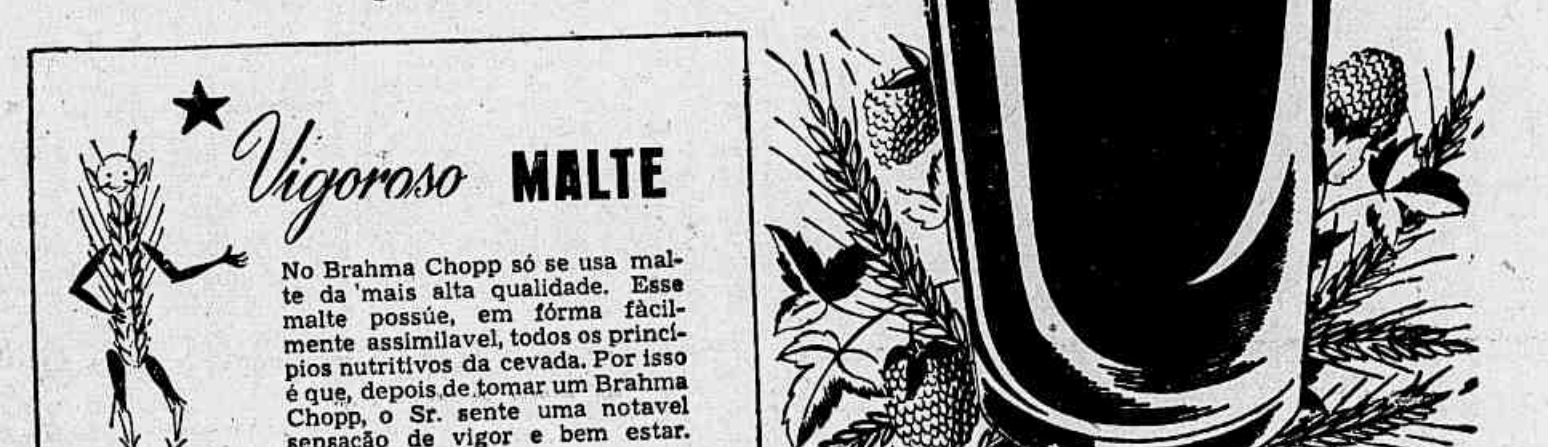 Vigoroso MALTE
No Brahma Chopp só se usa mal-
te da mais alta qualidade. Esse
malte possúe, em fórma fàcil-
mente assimilavel, todos os princí-
pios nutritivos da cevada. Por isso
é que, depois de tomar um Brahma
Chopp, o Sr. sente uma notavel
sensação de vigor e bem estar.